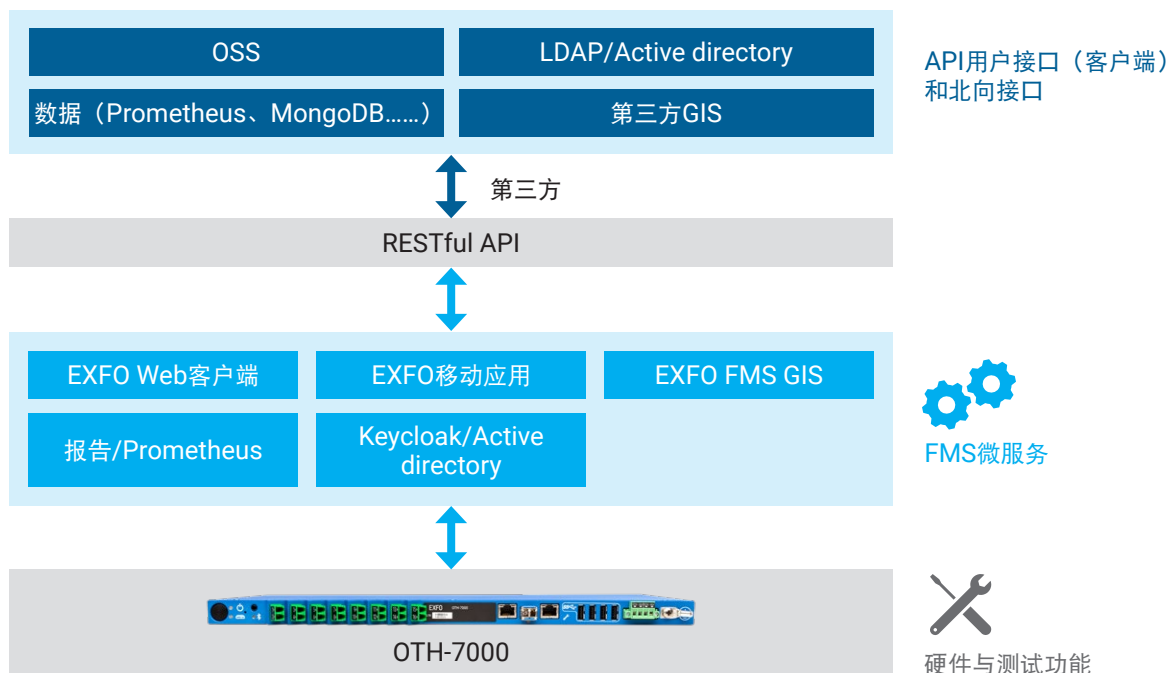 OSS
LDAP/Active directory
数据（Prometheus、MongoDB……）
第三方GIS
API用户接口（客户端）
和北向接口
第三方
RESTful API
EXFO Web客户端
EXFO移动应用
EXFO FMS GIS
报告/Prometheus
Keycloak/Active
directory
FMS微服务
EXFO
OTH-7000
OTH-7000
硬件与测试功能